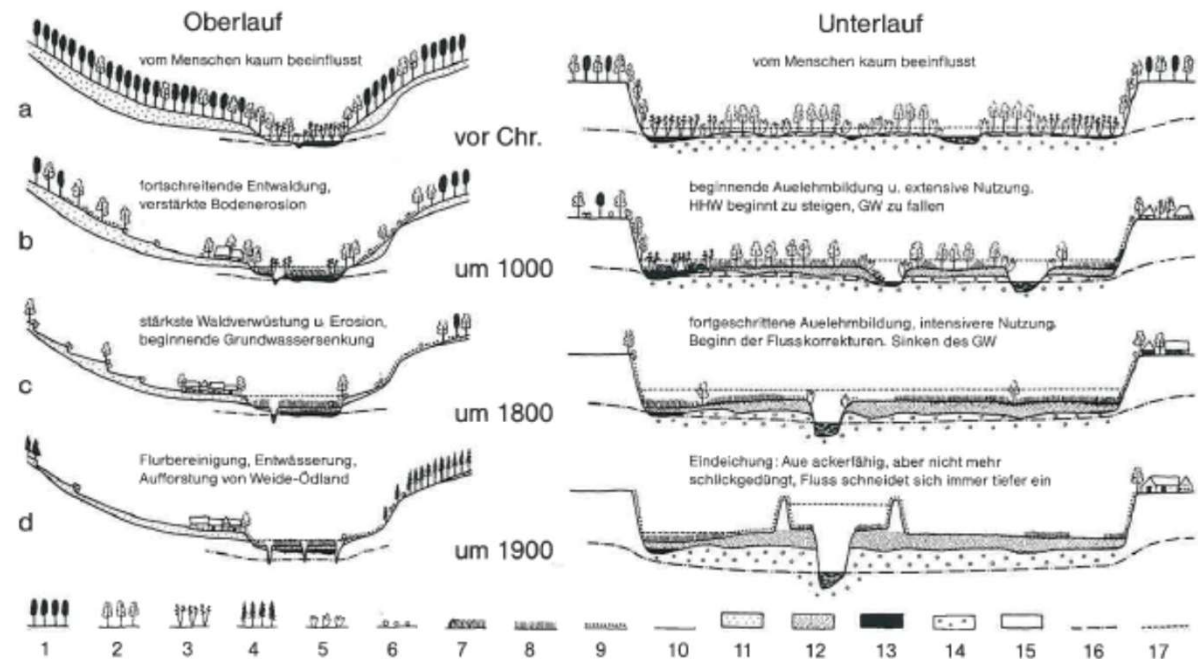 Oberlauf
Unterlauf
vom Menschen kaum beeinflusst
vom Menschen kaum beeinflusst
a
vor Chr.
fortschreitende Entwaldung,
verstärkte Bodenerosion
beginnende Auelehmbildung u. extensive Nutzung.
HHW beginnt zu steigen, GW zu fallen
b
um 1000
stärkste Waldverwüstung u. Erosion,
beginnende Grundwassersenkung
fortgeschrittene Auelehmbildung, intensivere Nutzung.
Beginn der Flusskorrekturen. Sinken des GW
c
um 1800
Flurbereinigung, Entwässerung,
Aufforstung von Weide-Ödland
Eindeichung: Aue ackerfähig, aber nicht mehr
schlickgedüngt, Fluss schneidet sich immer tiefer ein
d
um 1900
1 2 3 4 5 6 7 8 9 10 11 12 13 14 15 16 17